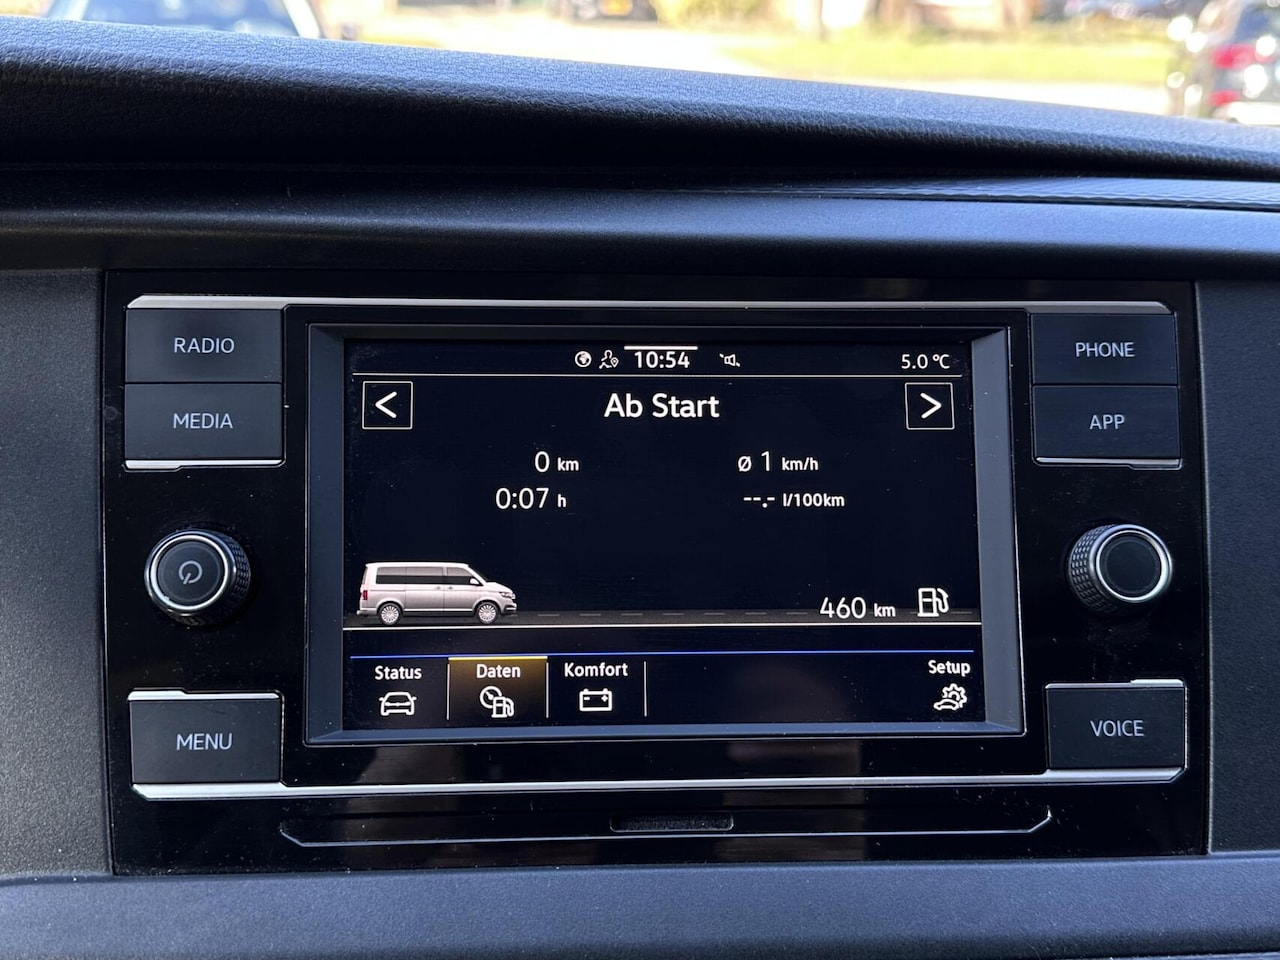 RADIO
MEDIA
MENU
10:54
5.0 °C
<
Ab Start
>
0 km
Ø 1 km/h
0:07 h
--.- l/100km
460 km
Status
Daten
Komfort
Setup
PHONE
APP
VOICE